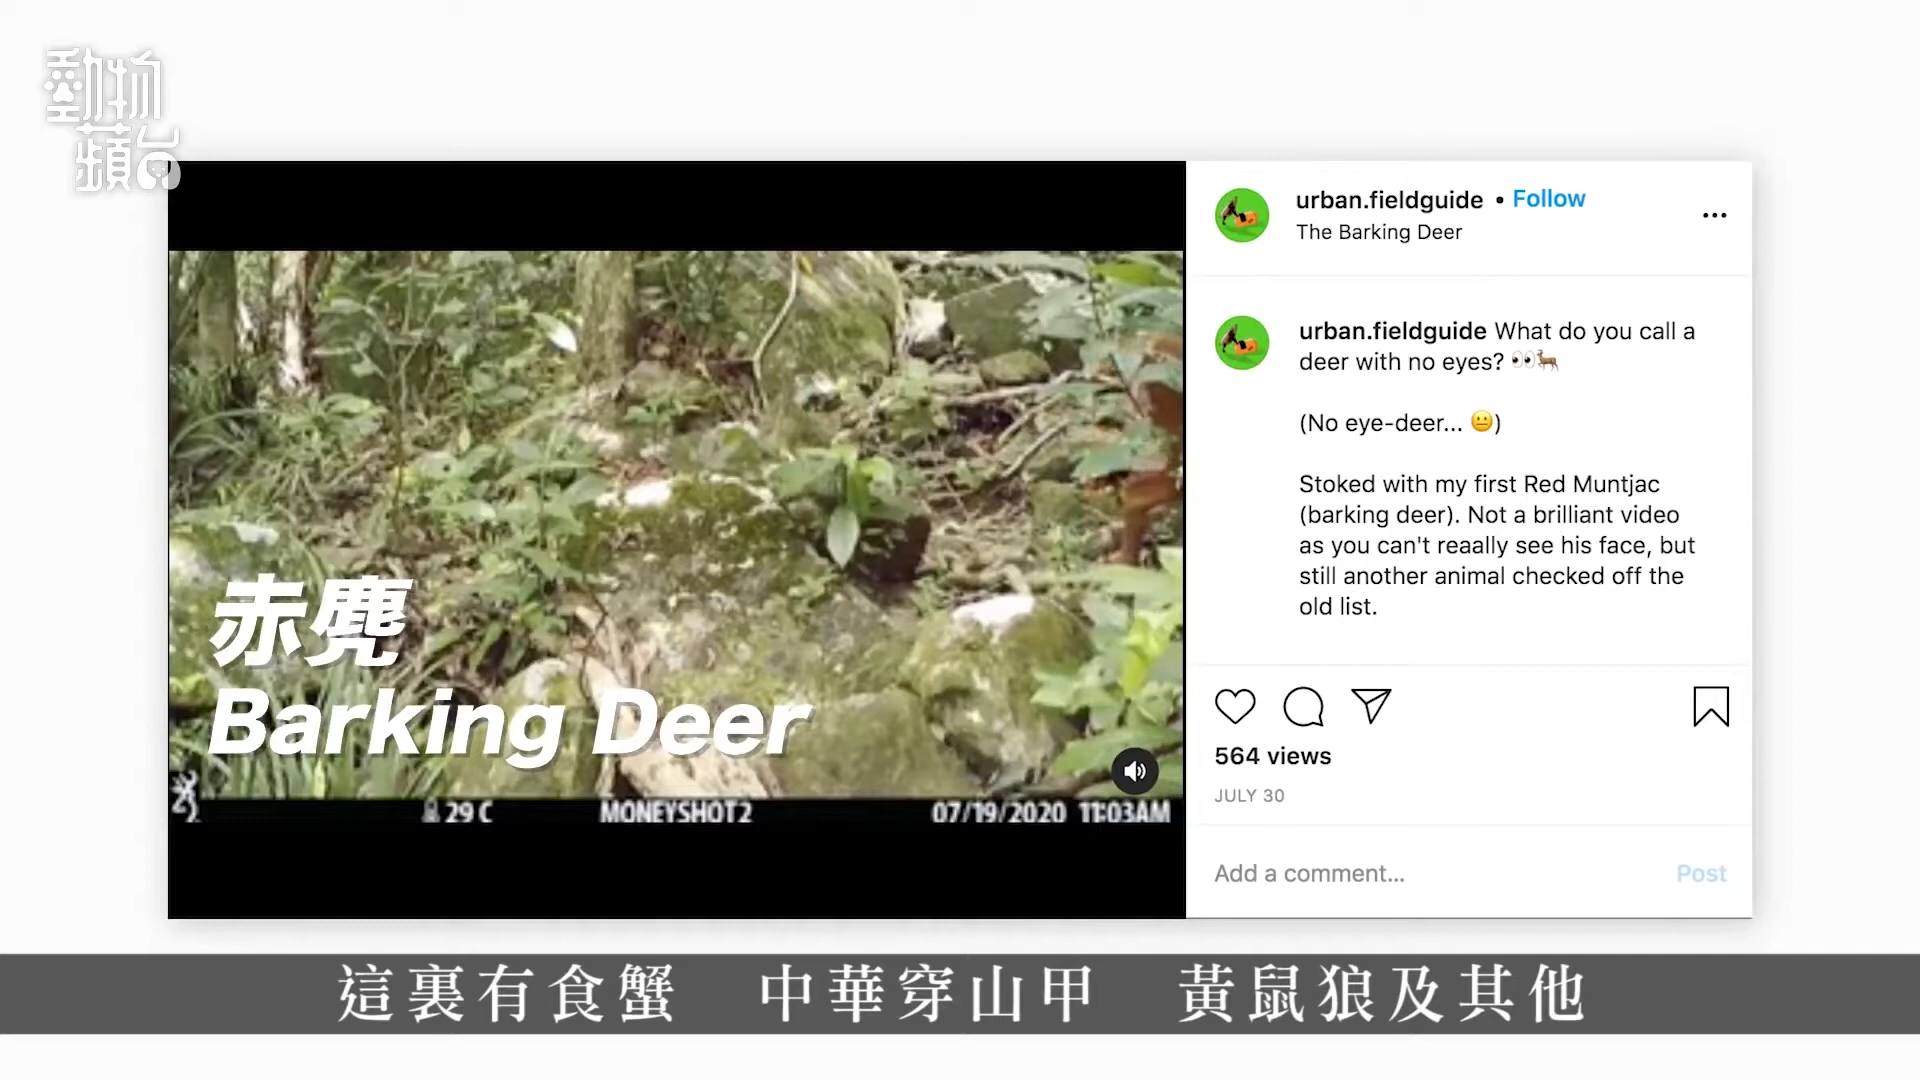 動物
蘋台
urban.fieldguide • Follow
The Barking Deer
urban.fieldguide What do you call a
deer with no eyes? 👀🦌
(No eye-deer... 😐)
Stoked with my first Red Muntjac
(barking deer). Not a brilliant video
as you can't reaally see his face, but
still another animal checked off the
old list.
赤麂
Barking Deer
29 C MONEYSHOT2 07/19/2020 11:03AM
564 views
JULY 30
Add a comment... Post
這裏有食蟹 中華穿山甲 黃鼠狼及其他